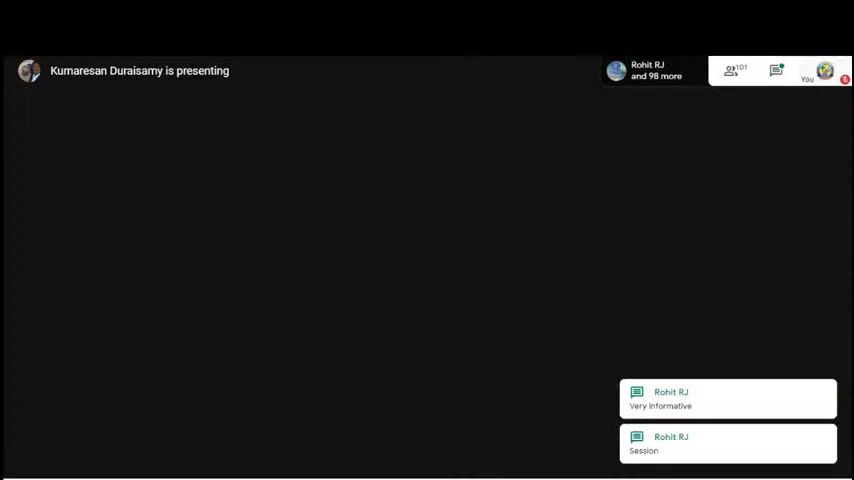 Kumaresan Duraisamy is presenting
Rohit RJ
and 98 more
101
You
Rohit RJ
Very informative
Rohit RJ
Session